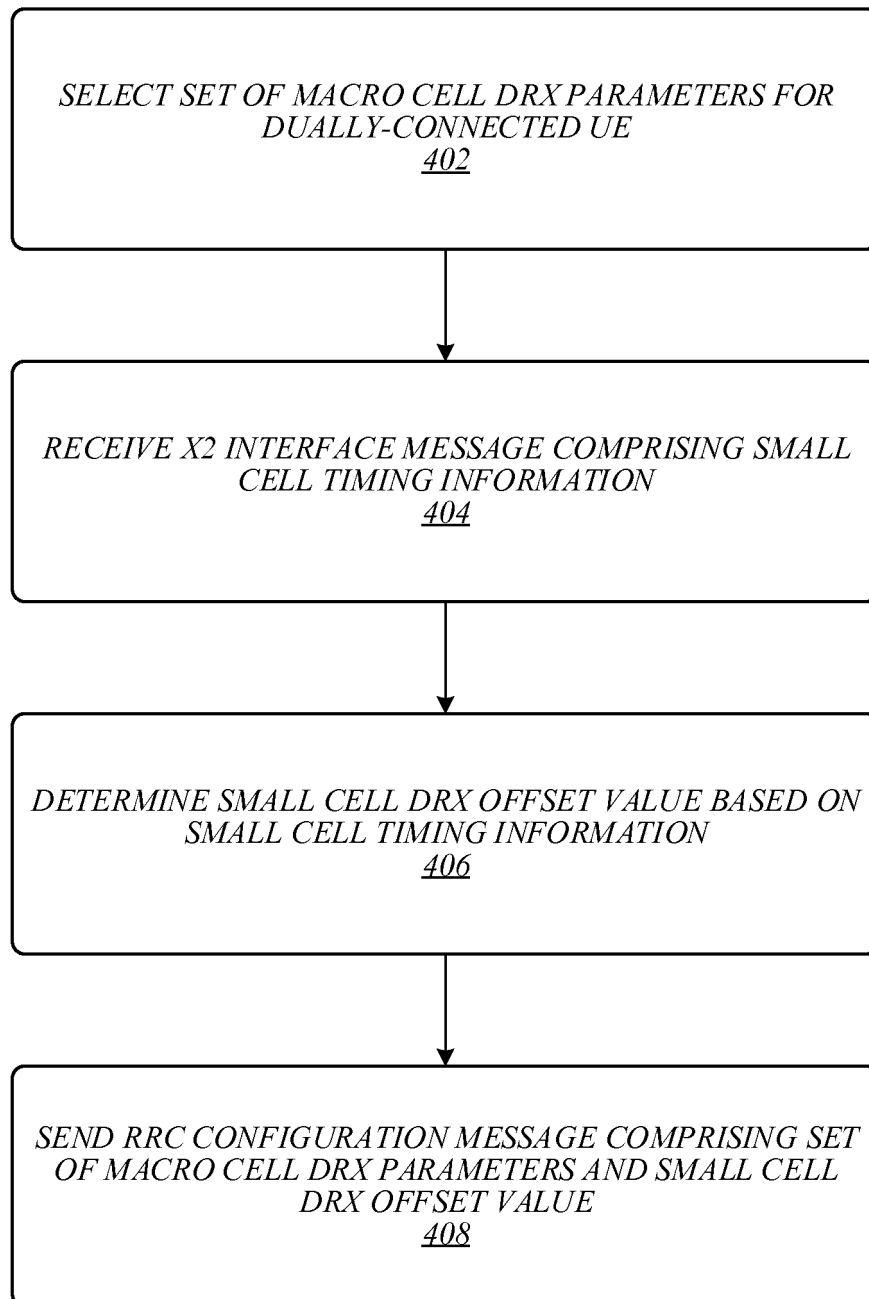 SELECT SET OF MACRO CELL DRX PARAMETERS FOR
DUALLY-CONNECTED UE
402
RECEIVE X2 INTERFACE MESSAGE COMPRISING SMALL
CELL TIMING INFORMATION
404
DETERMINE SMALL CELL DRX OFFSET VALUE BASED ON
SMALL CELL TIMING INFORMATION
406
SEND RRC CONFIGURATION MESSAGE COMPRISING SET
OF MACRO CELL DRX PARAMETERS AND SMALL CELL
DRX OFFSET VALUE
408